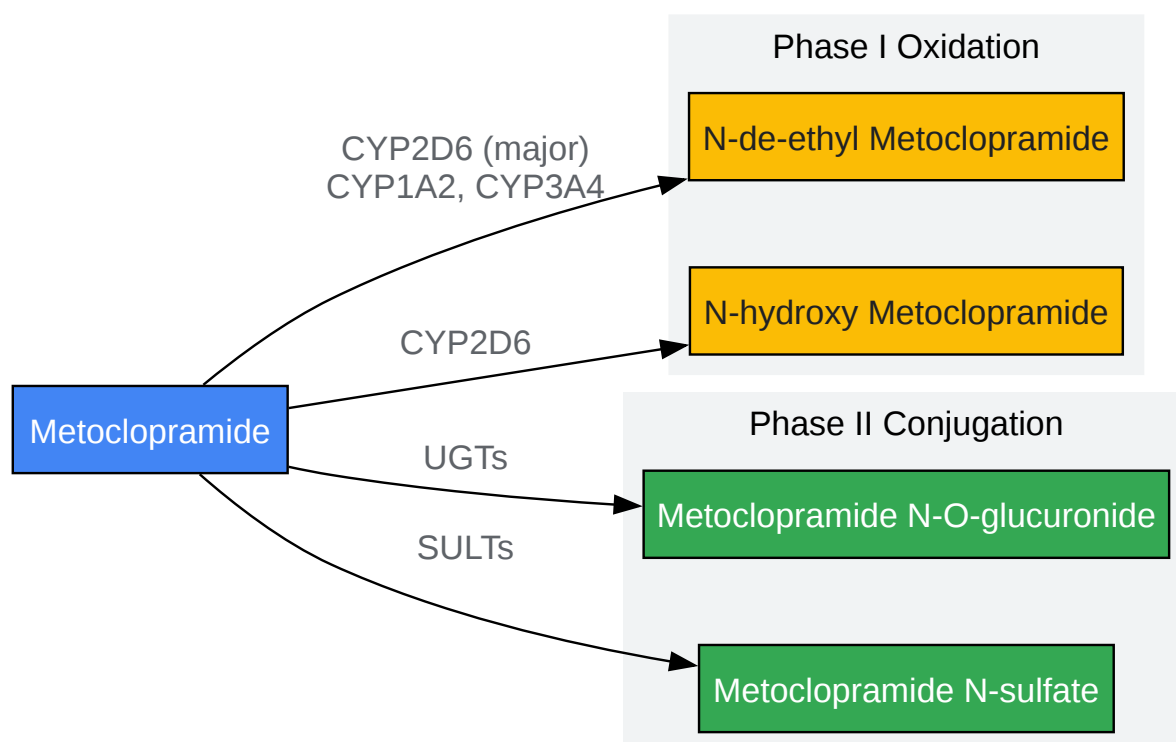 Phase I Oxidation
N-de-ethyl Metoclopramide
CYP2D6 (major)
CYP1A2, CYP3A4
N-hydroxy Metoclopramide
CYP2D6
Metoclopramide
Phase II Conjugation
UGTs
Metoclopramide N-O-glucuronide
SULTs
Metoclopramide N-sulfate